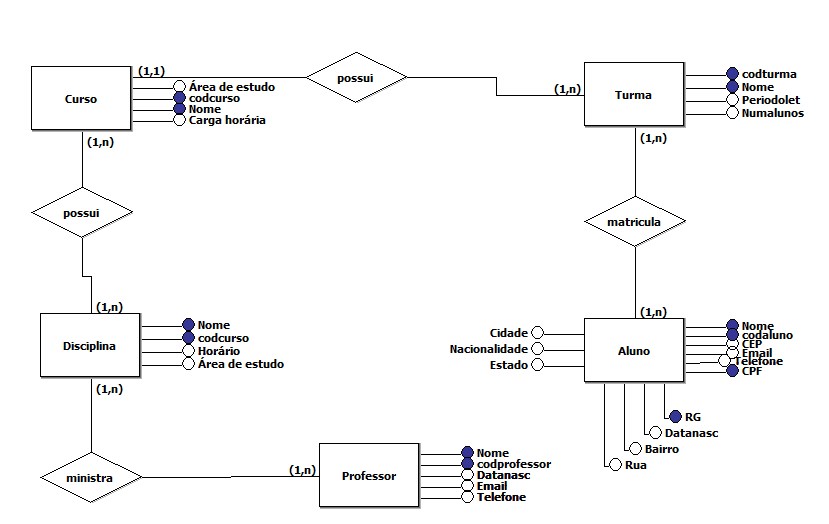 (1,1)
possui
Curso
Área de estudo
codcurso
Nome
Carga horária
(1,n)
Turma
codturma
Nome
Periodolet
Numalunos
(1,n)
(1,n)
possui
matricula
(1,n)
(1,n)
Disciplina
Nome
codcurso
Horário
Área de estudo
Cidade
Nacionalidade
Estado
Aluno
Nome
codaluno
CEP
Email
Telefone
CPF
(1,n)
RG
Datanasc
Bairro
Rua
ministra
(1,n)
Professor
Nome
codprofessor
Datanasc
Email
Telefone